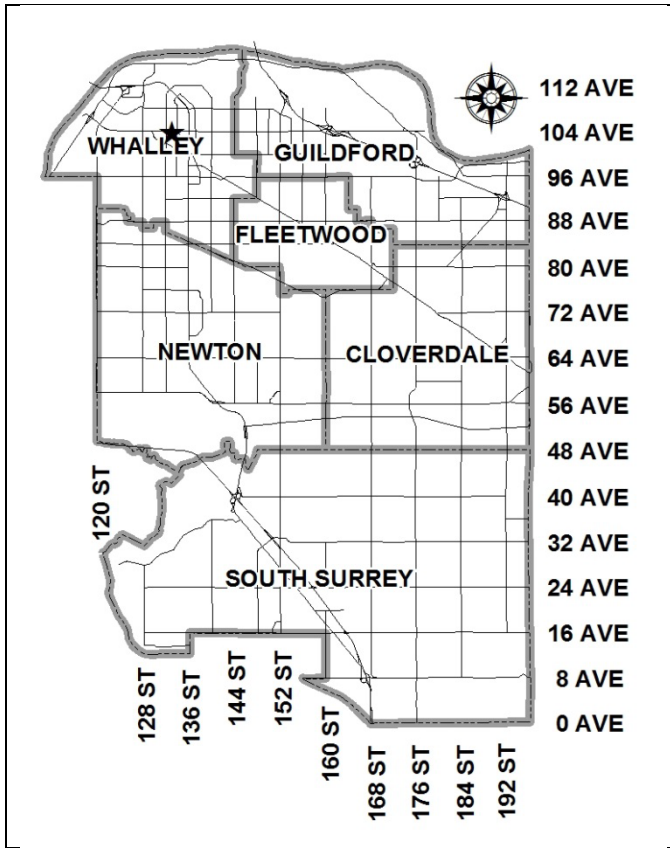 112 AVE
104 AVE
WHALLEY
GUILDFORD
96 AVE
88 AVE
FLEETWOOD
80 AVE
72 AVE
NEWTON
CLOVERDALE
64 AVE
56 AVE
48 AVE
120 ST
40 AVE
32 AVE
SOUTH SURREY
24 AVE
16 AVE
128 ST
136 ST
144 ST
152 ST
160 ST
8 AVE
0 AVE
168 ST
176 ST
184 ST
192 ST